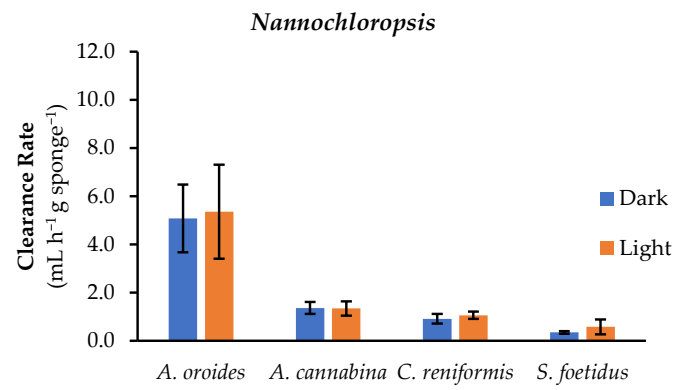 Nannochloropsis
12.0
10.0
8.0
6.0
4.0
2.0
0.0
Clearance Rate
(mL h⁻¹ g sponge⁻¹)
Dark
Light
A. oroides A. cannabina C. reniformis S. foetidus